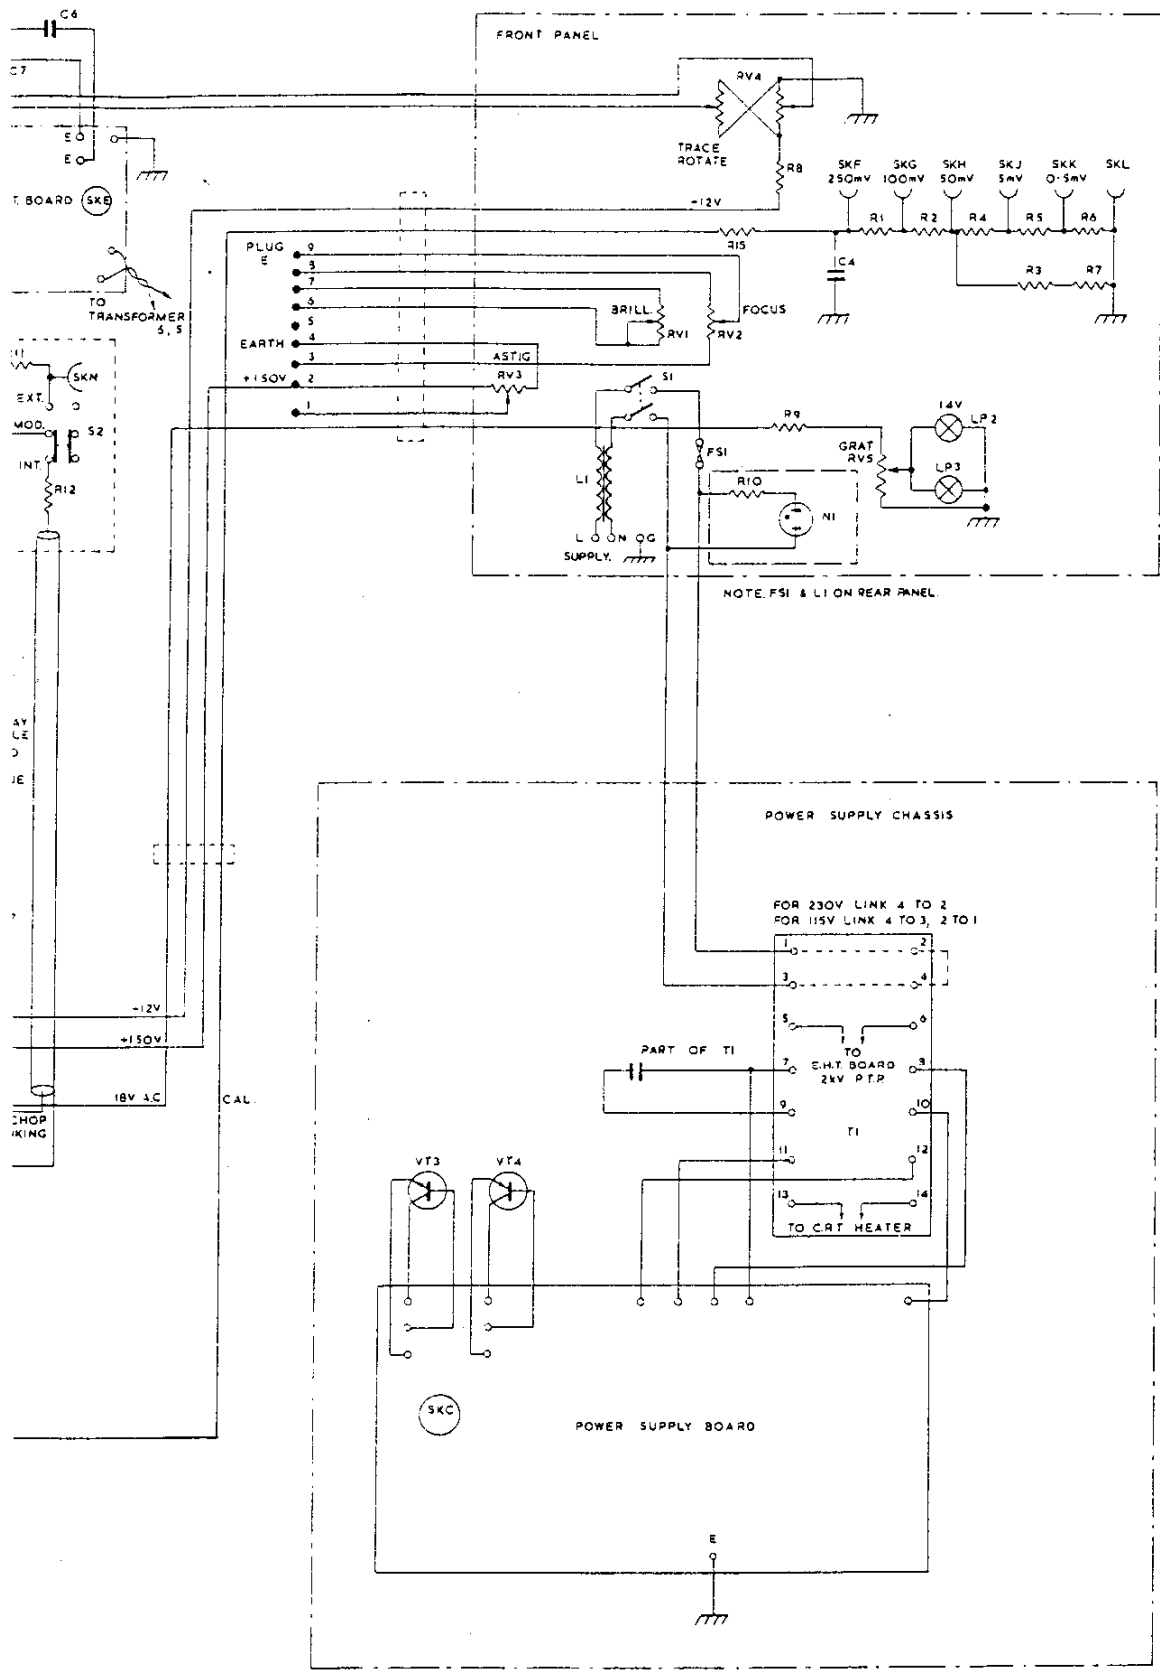 C6
FRONT PANEL
C7
RV4
E
E
TRACE
ROTATE
R8
SKF
250mV
SKG
100mV
SKH
50mV
SKJ
5mV
SKK
0·5mV
SKL
T. BOARD
SKE
-12V
R1
R2
R4
R5
R6
R15
PLUG
E
9
8
7
6
5
4
3
2
1
C4
R3
R7
TO
TRANSFORMER
5, 5
BRILL.
RV1
FOCUS
RV2
EARTH
ASTIG
RV3
+150V
SKN
EXT.
MOD.
INT.
S2
R12
S1
R9
14V
LP2
GRAT
RV5
LP3
FS1
L1
R10
N1
L
N
G
SUPPLY.
NOTE. FS1 & L1 ON REAR PANEL.
AY
LE
POWER SUPPLY CHASSIS
FOR 230V LINK 4 TO 2
FOR 115V LINK 4 TO 3, 2 TO 1
1
2
3
4
-12V
5
6
+150V
PART OF T1
TO
E.H.T. BOARD
2kV P.T.P.
7
8
18V A.C
CAL.
9
10
CHOP
KING
T1
VT3
VT4
11
12
13
14
TO C.R.T HEATER
SKC
POWER SUPPLY BOARD
E